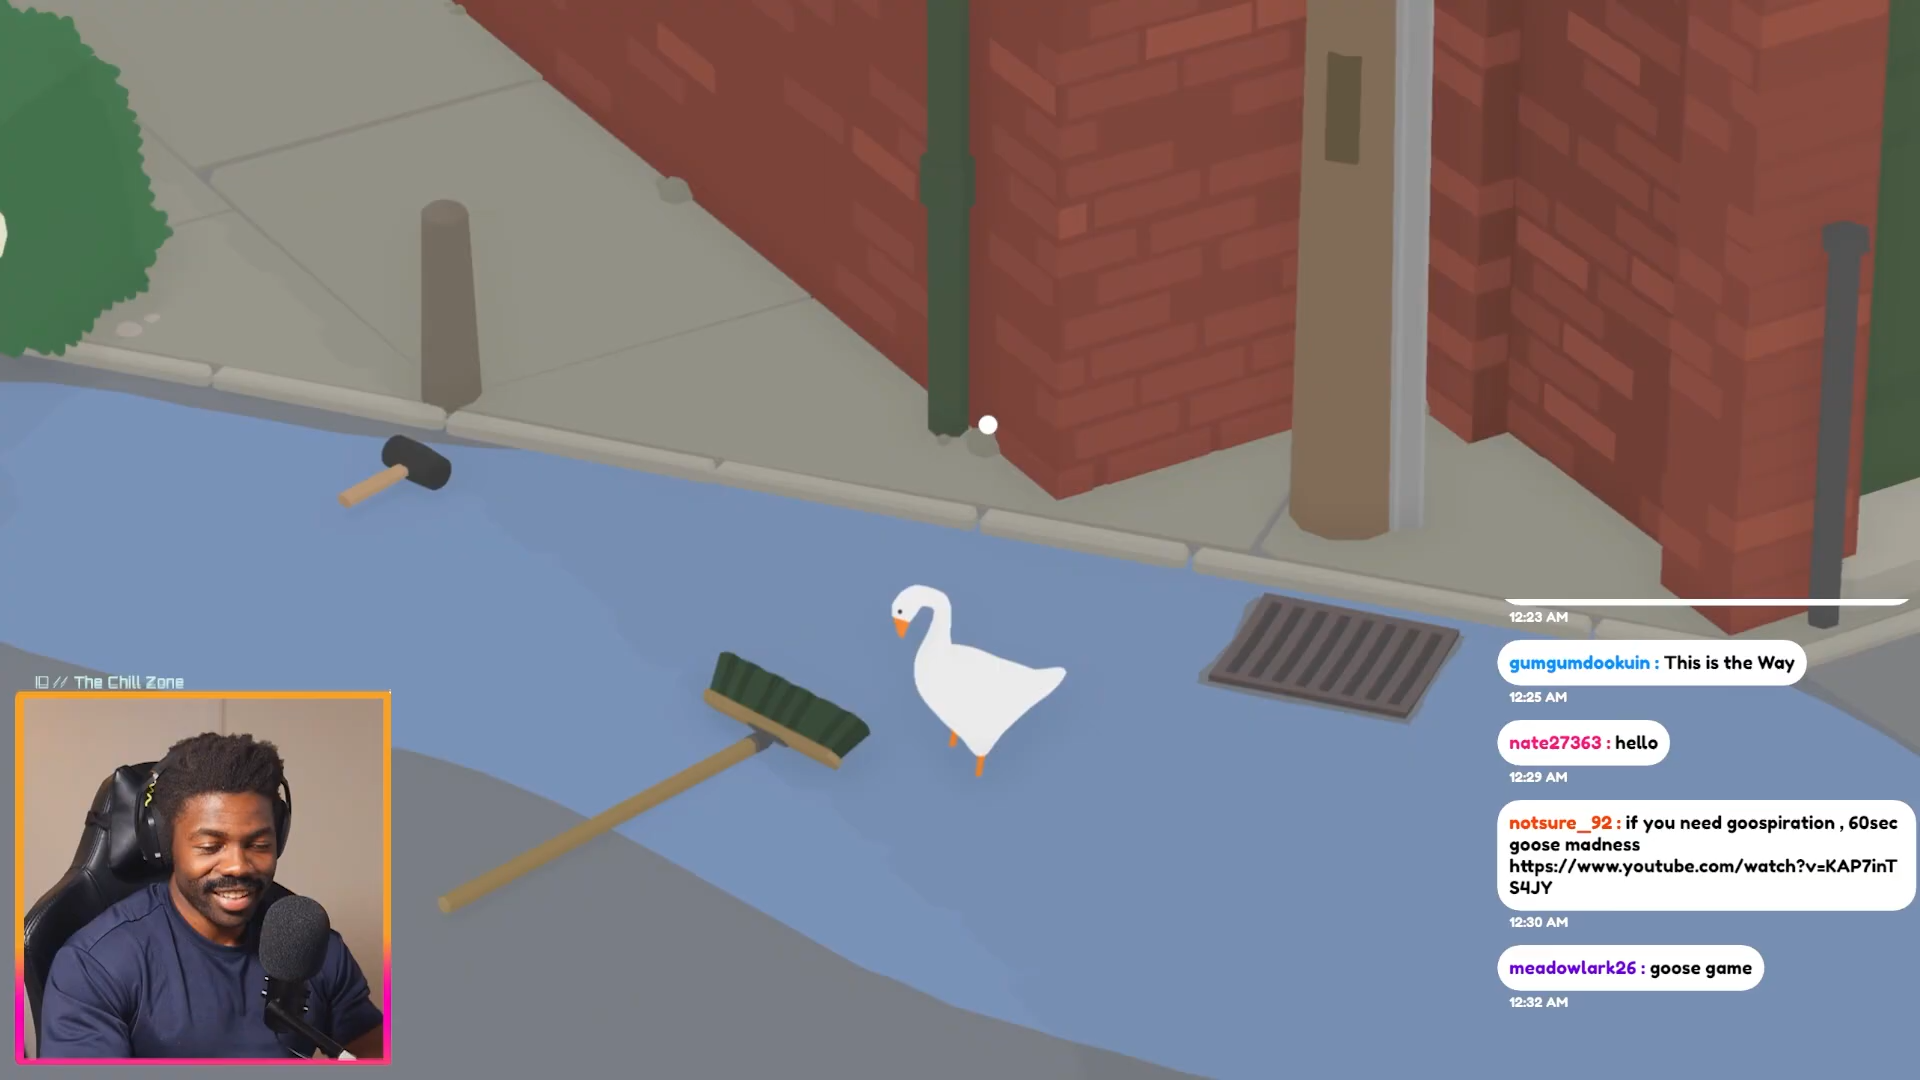 // The Chill Zone
12:23 AM
gumgumdookuin : This is the Way
12:25 AM
nate27363 : hello
12:29 AM
notsure_92 : if you need goospiration , 60sec
goose madness
https://www.youtube.com/watch?v=KAP7inT
S4JY
12:30 AM
meadowlark26 : goose game
12:32 AM